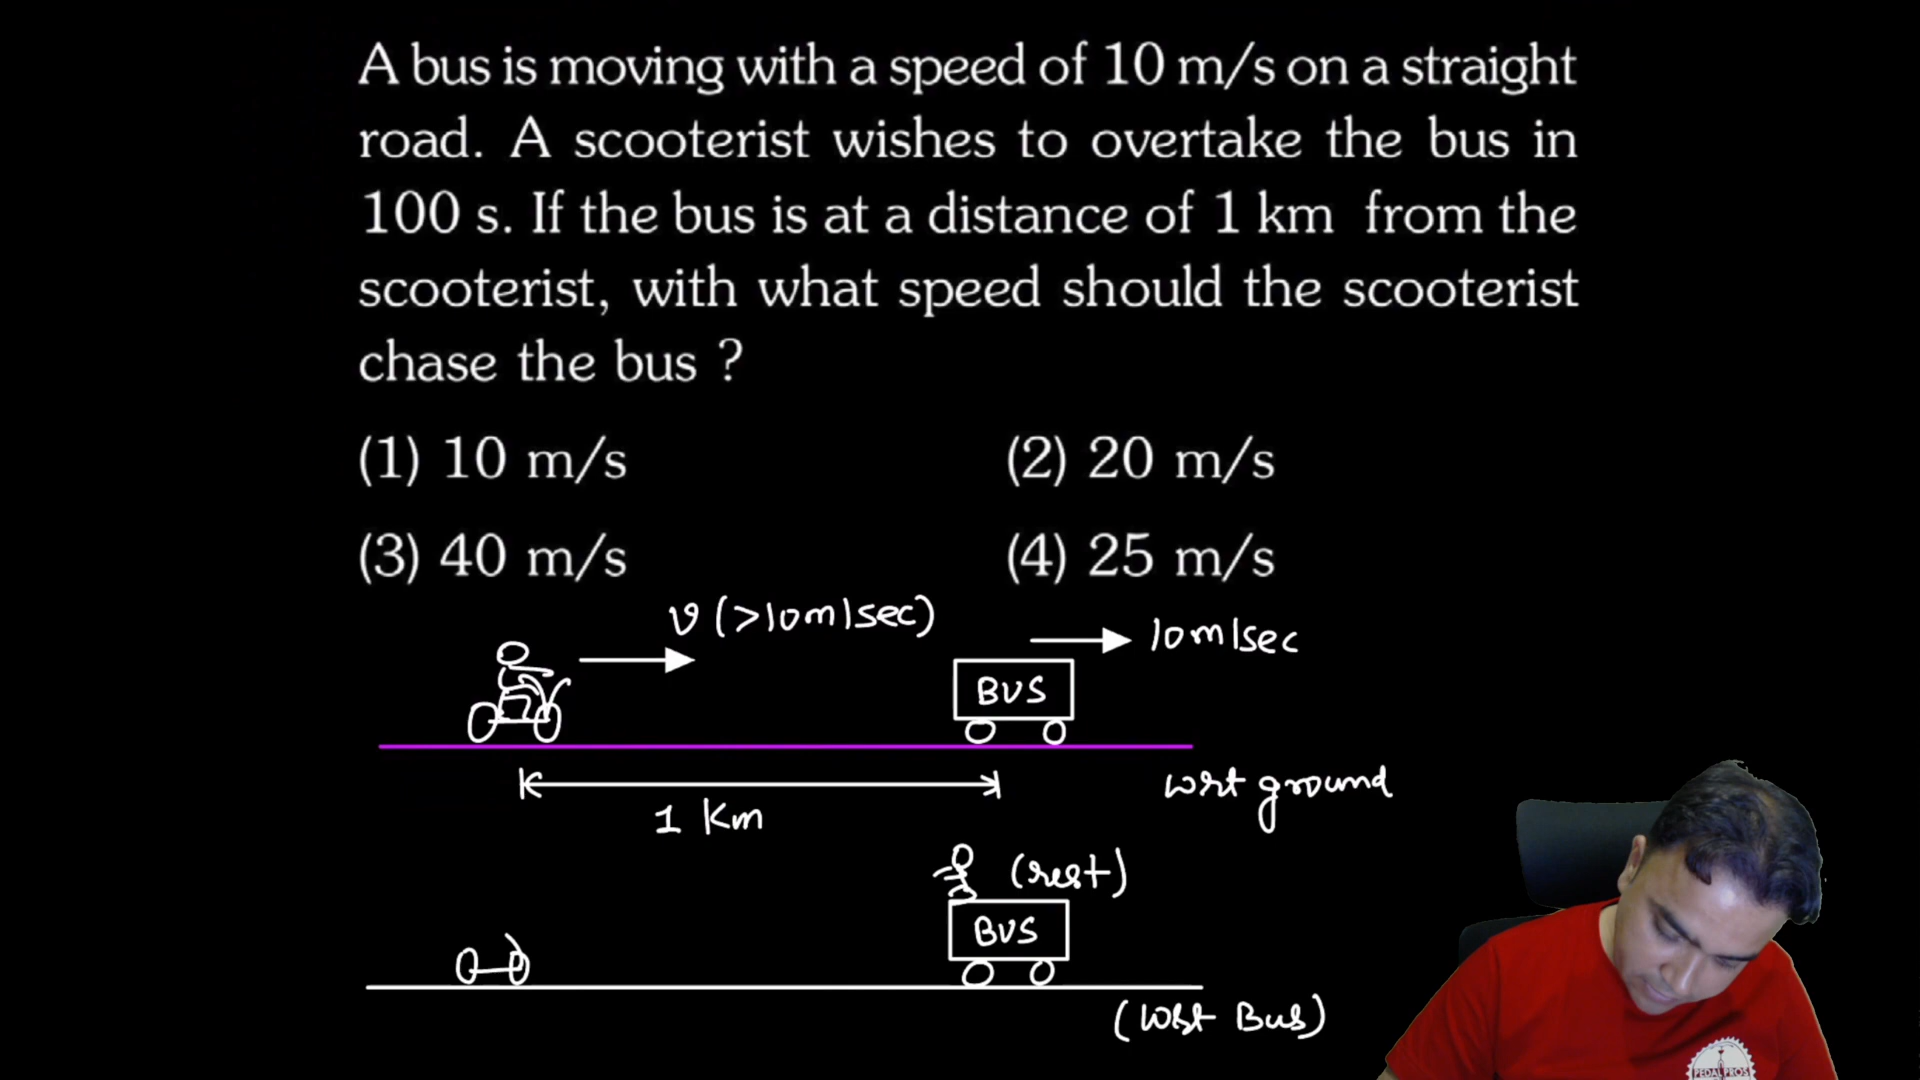 A bus is moving with a speed of 10 m/s on a straight
road. A scooterist wishes to overtake the bus in
100 s. If the bus is at a distance of 1 km from the
scooterist, with what speed should the scooterist
chase the bus ?
(1) 10 m/s (2) 20 m/s
(3) 40 m/s (4) 25 m/s
v (>10m/sec)
10m/sec
BUS
1 Km
wrt ground
(rest)
BUS
(wrt Bus)
PEDAL PROS